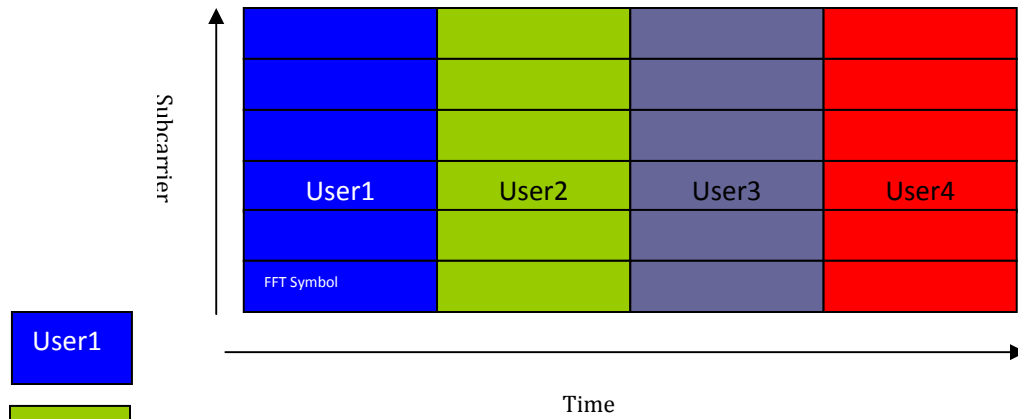 Subcarrier
User1 User2 User3 User4
FFT Symbol
User1
Time